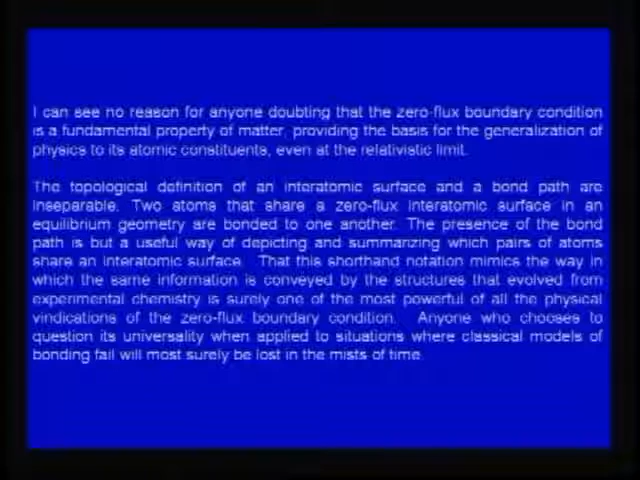 I can see no reason for anyone doubting that the zero-flux boundary condition
is a fundamental property of matter, providing the basis for the generalization of
physics to its atomic constituents, even at the relativistic limit.
The topological definition of an interatomic surface and a bond path are
inseparable. Two atoms that share a zero-flux interatomic surface in an
equilibrium geometry are bonded to one another. The presence of the bond
path is but a useful way of depicting and summarizing which pairs of atoms
share an interatomic surface. That this shorthand notation mimics the way in
which the same information is conveyed by the structures that evolved from
experimental chemistry is surely one of the most powerful of all the physical
vindications of the zero-flux boundary condition. Anyone who chooses to
question its universality when applied to situations where classical models of
bonding fail will most surely be lost in the mists of time.